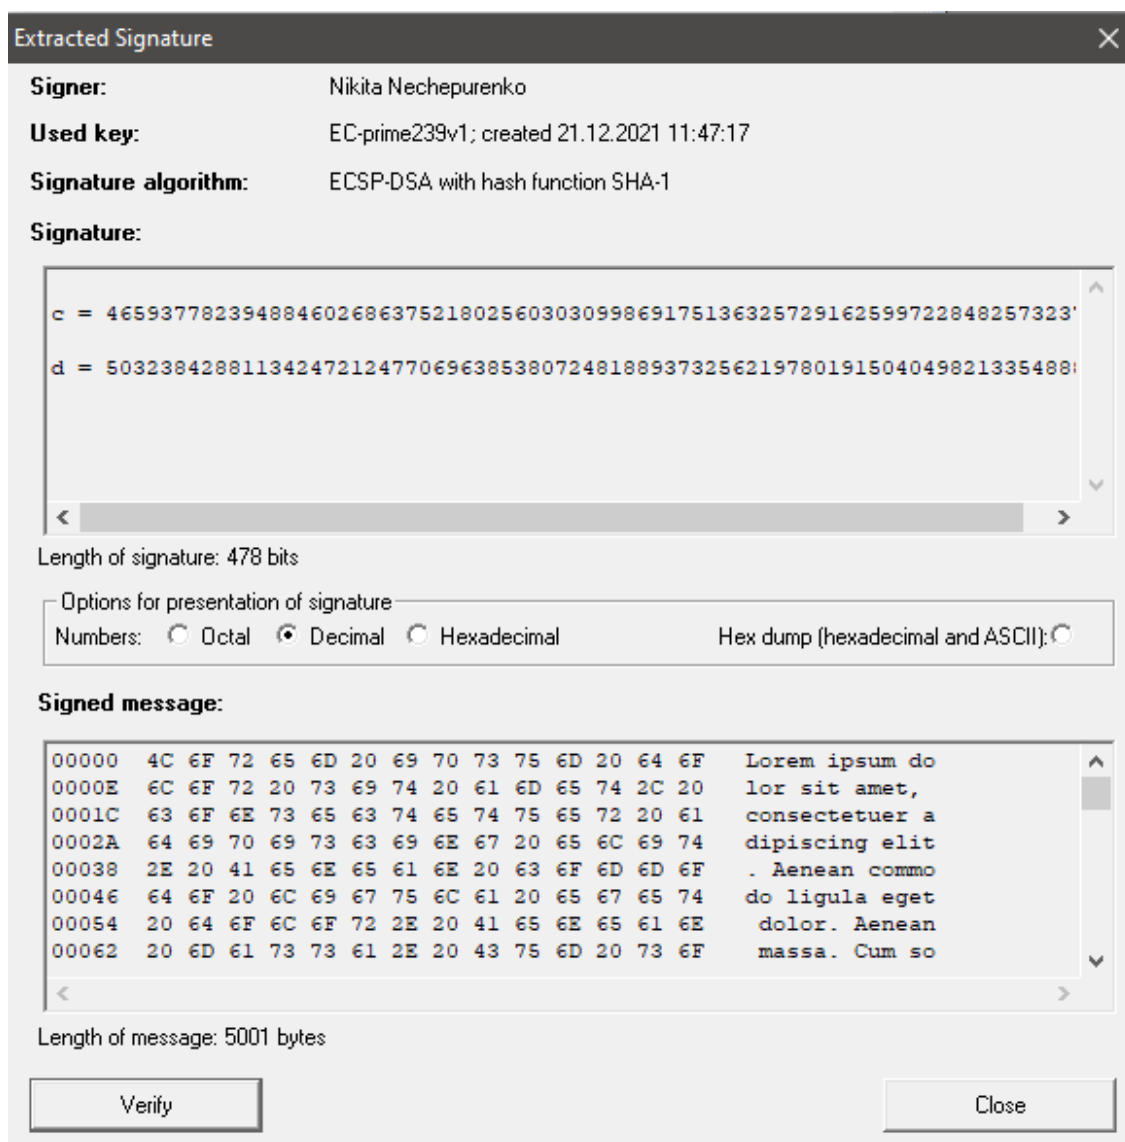 Extracted Signature
Signer: Nikita Nechepurenko
Used key: EC-prime239v1; created 21.12.2021 11:47:17
Signature algorithm: ECSP-DSA with hash function SHA-1
Signature:
c = 46593778239488460268637521802560303099869175136325729162599722848257323
d = 50323842881134247212477069638538072481889373256219780191504049821335488
Length of signature: 478 bits
Options for presentation of signature
Numbers: Octal Decimal Hexadecimal Hex dump (hexadecimal and ASCII):
Signed message:
00000 4C 6F 72 65 6D 20 69 70 73 75 6D 20 64 6F Lorem ipsum do
0000E 6C 6F 72 20 73 69 74 20 61 6D 65 74 2C 20 lor sit amet,
0001C 63 6F 6E 73 65 63 74 65 74 75 65 72 20 61 consectetuer a
0002A 64 69 70 69 73 63 69 6E 67 20 65 6C 69 74 dipiscing elit
00038 2E 20 41 65 6E 65 61 6E 20 63 6F 6D 6D 6F . Aenean commo
00046 64 6F 20 6C 69 67 75 6C 61 20 65 67 65 74 do ligula eget
00054 20 64 6F 6C 6F 72 2E 20 41 65 6E 65 61 6E dolor. Aenean
00062 20 6D 61 73 73 61 2E 20 43 75 6D 20 73 6F massa. Cum so
Length of message: 5001 bytes
Verify Close